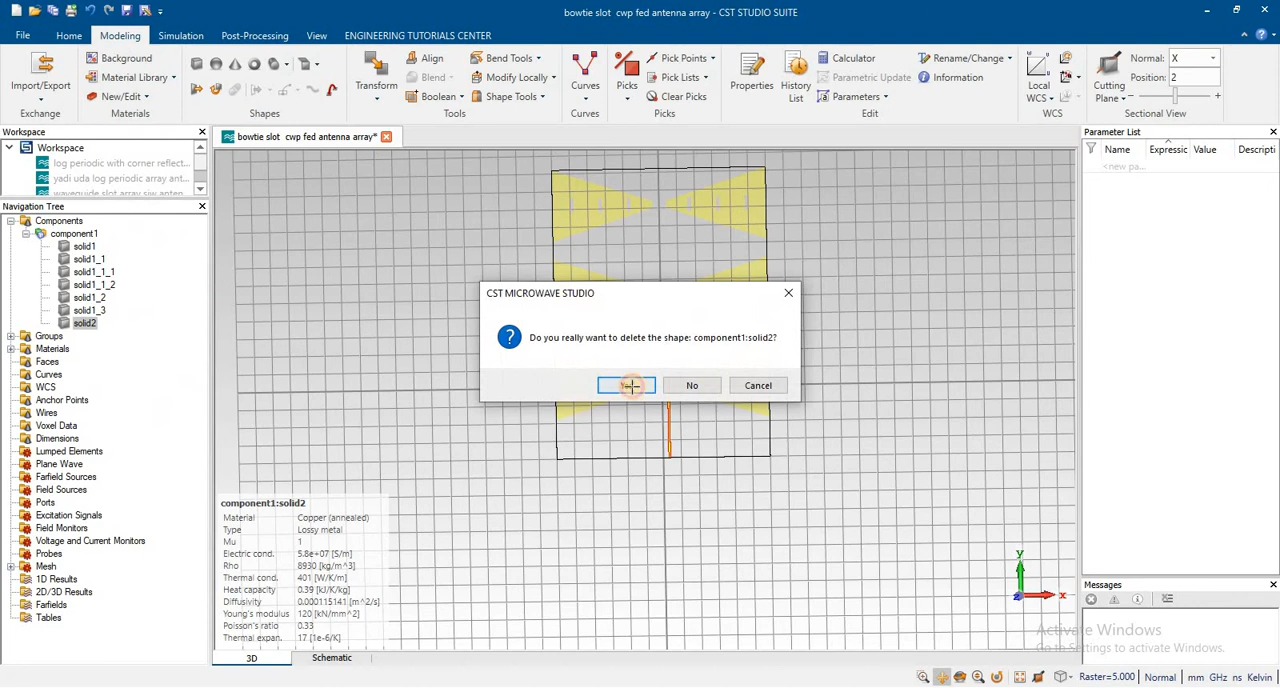 bowtie slot  cwp fed antenna array - CST STUDIO SUITE
File
Home
Modeling
Simulation
Post-Processing
View
ENGINEERING TUTORIALS CENTER
Import/Export
Exchange
Background
Material Library
New/Edit
Materials
Shapes
Transform
Align
Blend
Boolean
Bend Tools
Modify Locally
Shape Tools
Tools
Curves
Curves
Picks
Pick Points
Pick Lists
Clear Picks
Picks
Properties
History
List
Calculator
Parametric Update
Parameters
Rename/Change
Information
Edit
Local
WCS
WCS
Cutting
Plane
Normal: X
Position: 2
Sectional View
Workspace
Workspace
log periodic with corner reflect...
yadi uda log periodic array ant...
waveguide slot array siw anten...
bowtie slot  cwp fed antenna array*
Parameter List
Name
Expressic
Value
Descripti
<new pa...
Navigation Tree
Components
component1
solid1
solid1_1
solid1_1_1
solid1_1_2
solid1_2
solid1_3
solid2
Groups
Materials
Faces
Curves
WCS
Anchor Points
Wires
Voxel Data
Dimensions
Lumped Elements
Plane Wave
Farfield Sources
Field Sources
Ports
Excitation Signals
Field Monitors
Voltage and Current Monitors
Probes
Mesh
1D Results
2D/3D Results
Farfields
Tables
CST MICROWAVE STUDIO
Do you really want to delete the shape: component1:solid2?
No
Cancel
component1:solid2
Material Copper (annealed)
Type Lossy metal
Mu 1
Electric cond. 5.8e+07 [S/m]
Rho 8930 [kg/m^3]
Thermal cond. 401 [W/K/m]
Heat capacity 0.39 [kJ/K/kg]
Diffusivity 0.000115141 [m^2/s]
Young's modulus 120 [kN/mm^2]
Poisson's ratio 0.33
Thermal expan. 17 [1e-6/K]
y
x
z
Messages
Activate Windows
Go to Settings to activate Windows.
3D
Schematic
Raster=5.000 Normal mm GHz ns Kelvin